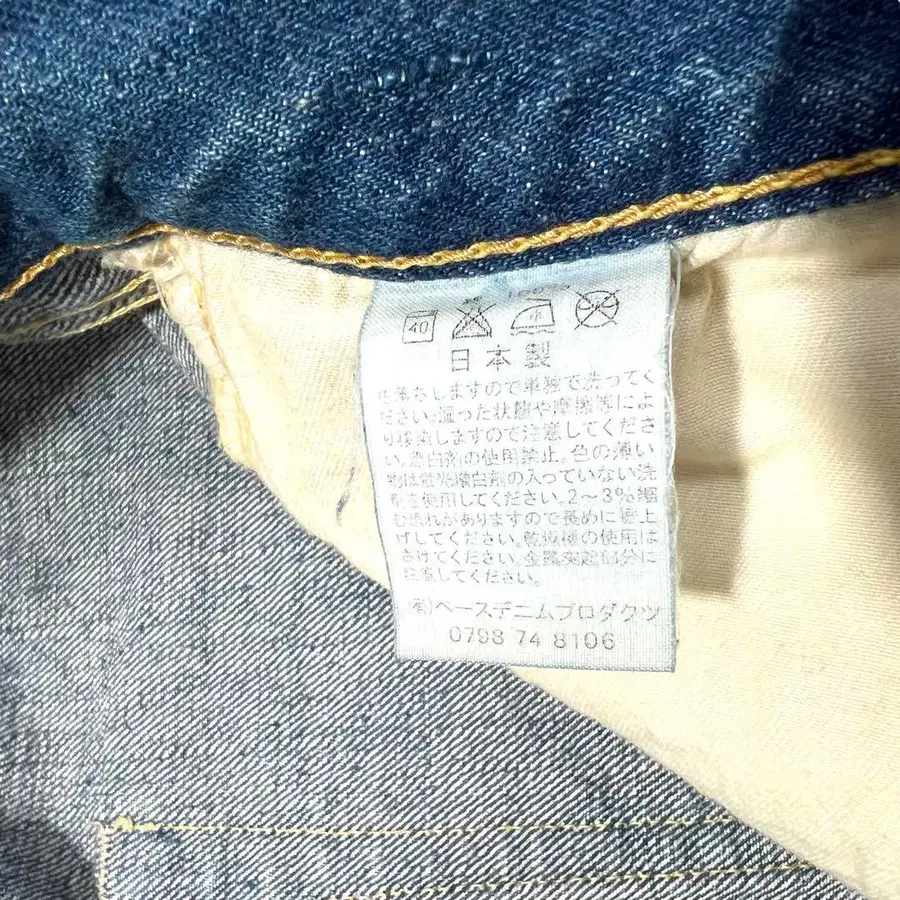 40
日本製
色落ちしますので単独で洗ってく
ださい。湿った状態や摩擦等によ
り移染しますので注意してくださ
い。漂白剤の使用禁止。色の薄い
物は蛍光増白剤の入っていない洗
剤を使用してください。2〜3%縮
む恐れがありますので長めに裾上
げしてください。乾燥機の使用は
さけてください。金属突起部分に
注意してください。
(有)ベースデニムプロダクツ
0798 74 8106